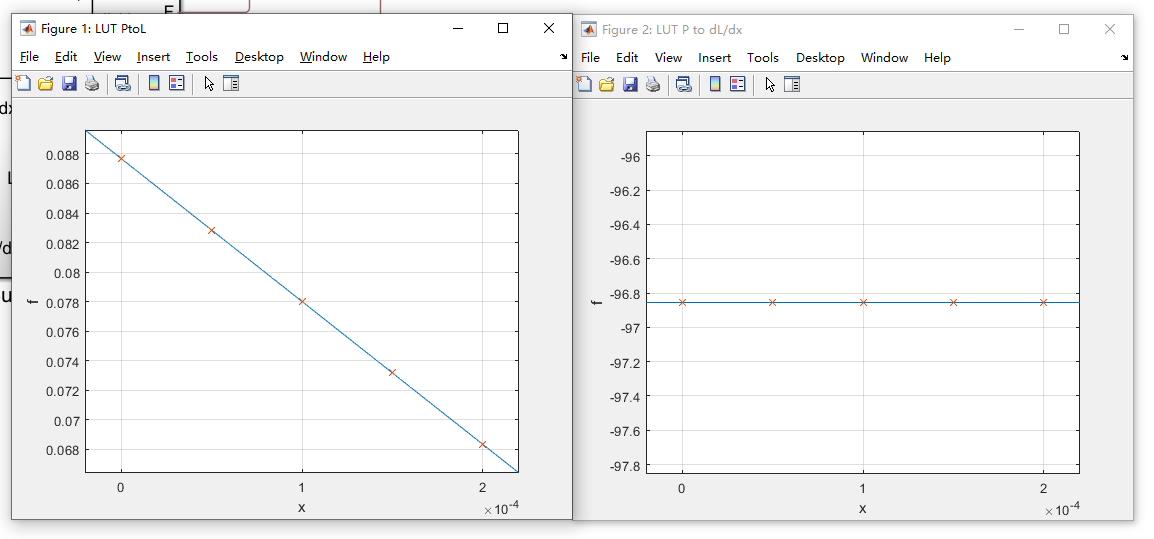 F
Figure 1: LUT PtoL
File Edit View Insert Tools Desktop Window Help
0.088
0.086
0.084
0.082
0.08
0.078
0.076
0.074
0.072
0.07
0.068
f
0 1 2
x
×10-4
Figure 2: LUT P to dL/dx
File Edit View Insert Tools Desktop Window Help
-96
-96.2
-96.4
-96.6
-96.8
-97
-97.2
-97.4
-97.6
-97.8
f
0 1 2
x
×10-4